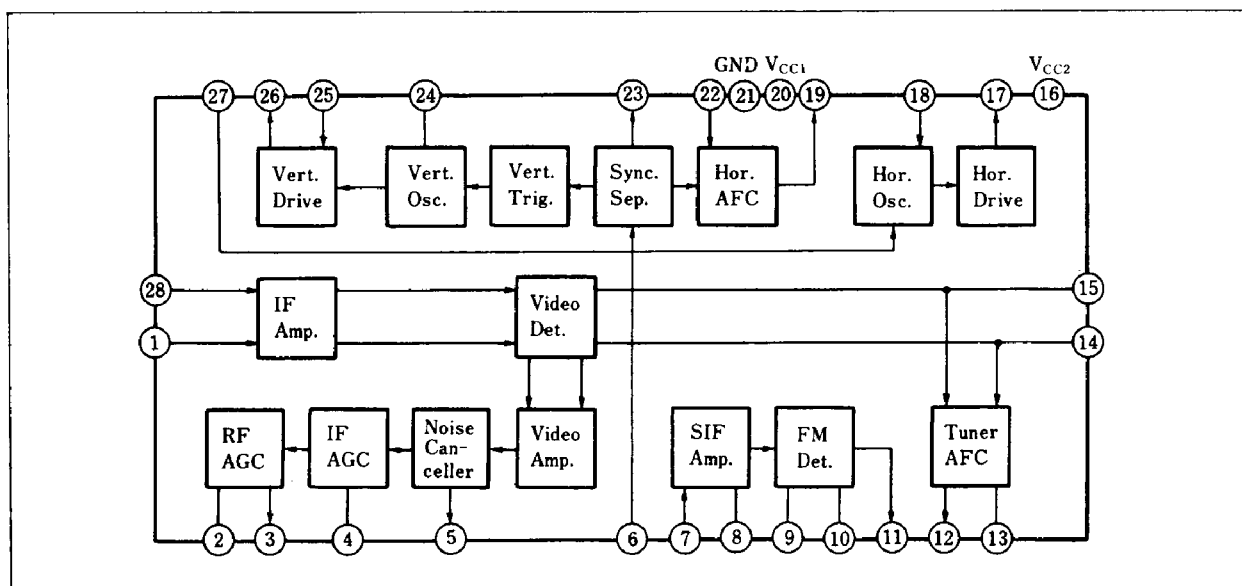 GND V_CC1
V_CC2
27 26 25 24 23 22 21 20 19 18 17 16
Vert.
Drive
Vert.
Osc.
Vert.
Trig.
Sync.
Sep.
Hor.
AFC
Hor.
Osc.
Hor.
Drive
28
IF
Amp.
Video
Det.
15
1
14
RF
AGC
IF
AGC
Noise
Can-
celler
Video
Amp.
SIF
Amp.
FM
Det.
Tuner
AFC
2 3 4 5 6 7 8 9 10 11 12 13